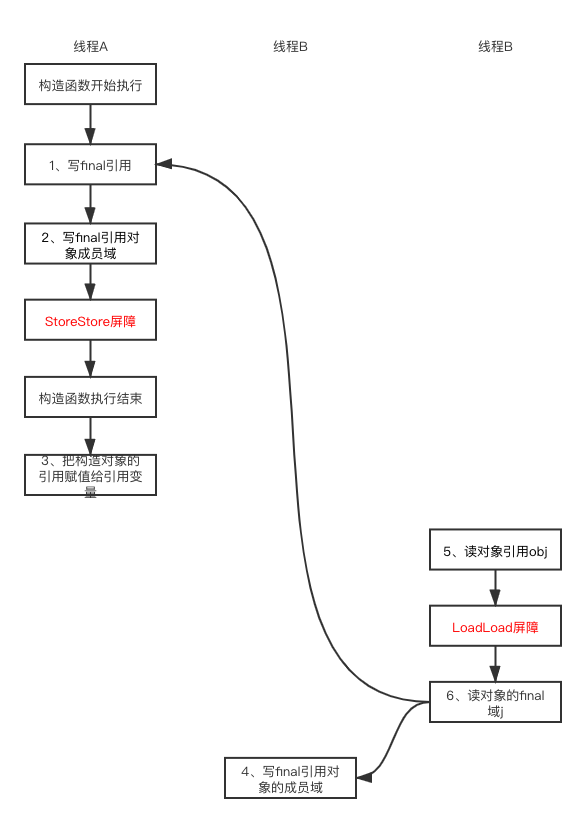 线程A
线程B
线程B
构造函数开始执行
1、写final引用
2、写final引用对
象成员域
StoreStore屏障
构造函数执行结束
3、把构造对象的
引用赋值给引用变
量
5、读对象引用obj
LoadLoad屏障
6、读对象的final
域j
4、写final引用对
象的成员域